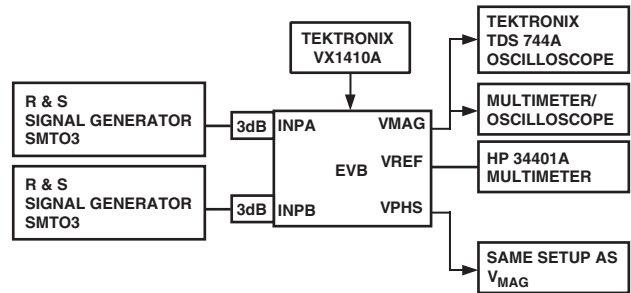 TEKTRONIX
VX1410A
TEKTRONIX
TDS 744A
OSCILLOSCOPE
R & S
SIGNAL GENERATOR
SMTO3
3dB
INPA
VMAG
MULTIMETER/
OSCILLOSCOPE
EVB
VREF
HP 34401A
MULTIMETER
R & S
SIGNAL GENERATOR
SMTO3
3dB
INPB
VPHS
SAME SETUP AS
VMAG